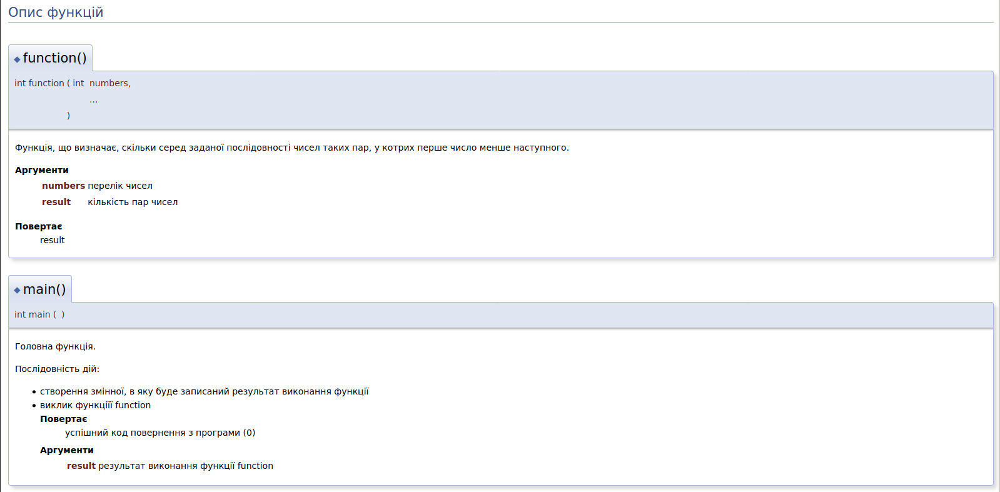 Опис функцій
◆ function()
int function ( int numbers,
...
)
Функція, що визначає, скільки серед заданої послідовності чисел таких пар, у котрих перше число менше наступного.
Аргументи
numbers перелік чисел
result кількість пар чисел
Повертає
result
◆ main()
int main ( )
Головна функція.
Послідовність дій:
• створення змінної, в яку буде записаний результат виконання функції
• виклик функціїї function
Повертає
успішний код повернення з програми (0)
Аргументи
result результат виконання функції function